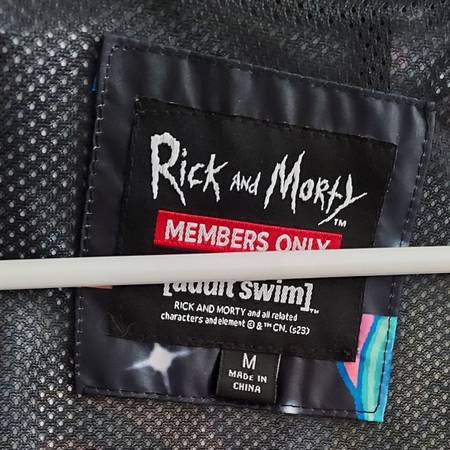 RICK AND MORTY™
MEMBERS ONLY
[adult swim]™
RICK AND MORTY and all related
characters and element © & ™ CN. (s23)
M
MADE IN
CHINA